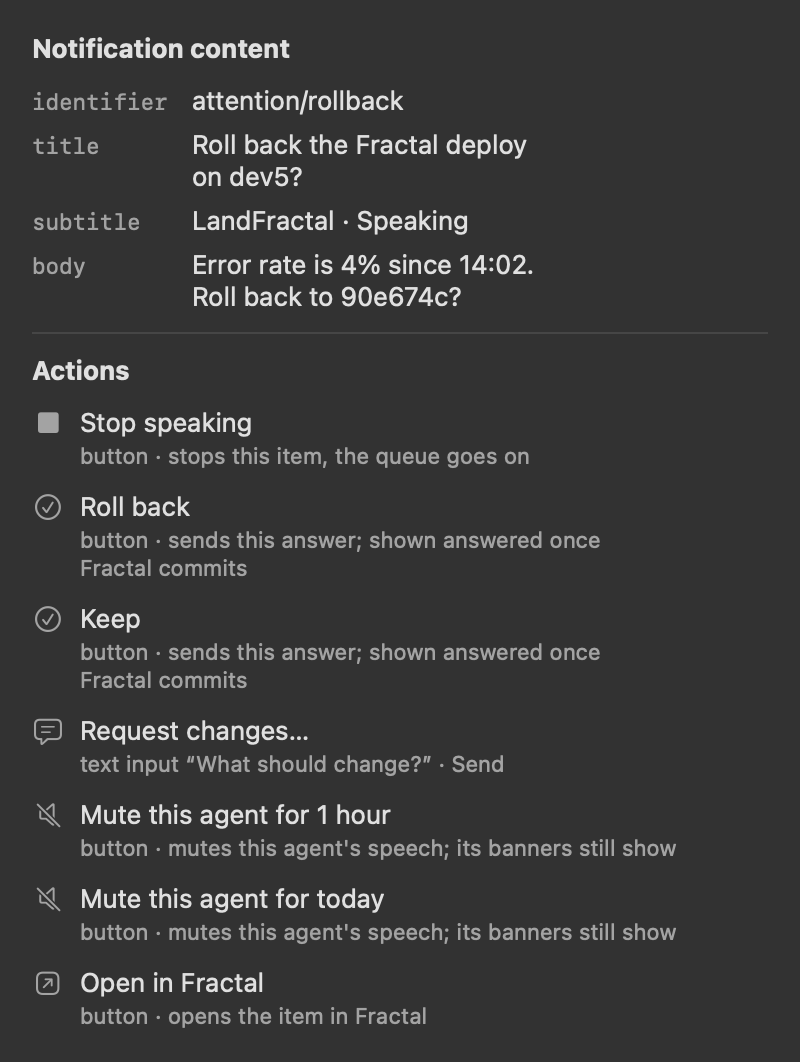 Notification content
identifier attention/rollback
title Roll back the Fractal deploy
on dev5?
subtitle LandFractal · Speaking
body Error rate is 4% since 14:02.
Roll back to 90e674c?
Actions
Stop speaking
button · stops this item, the queue goes on
Roll back
button · sends this answer; shown answered once
Fractal commits
Keep
button · sends this answer; shown answered once
Fractal commits
Request changes...
text input “What should change?” · Send
Mute this agent for 1 hour
button · mutes this agent's speech; its banners still show
Mute this agent for today
button · mutes this agent's speech; its banners still show
Open in Fractal
button · opens the item in Fractal